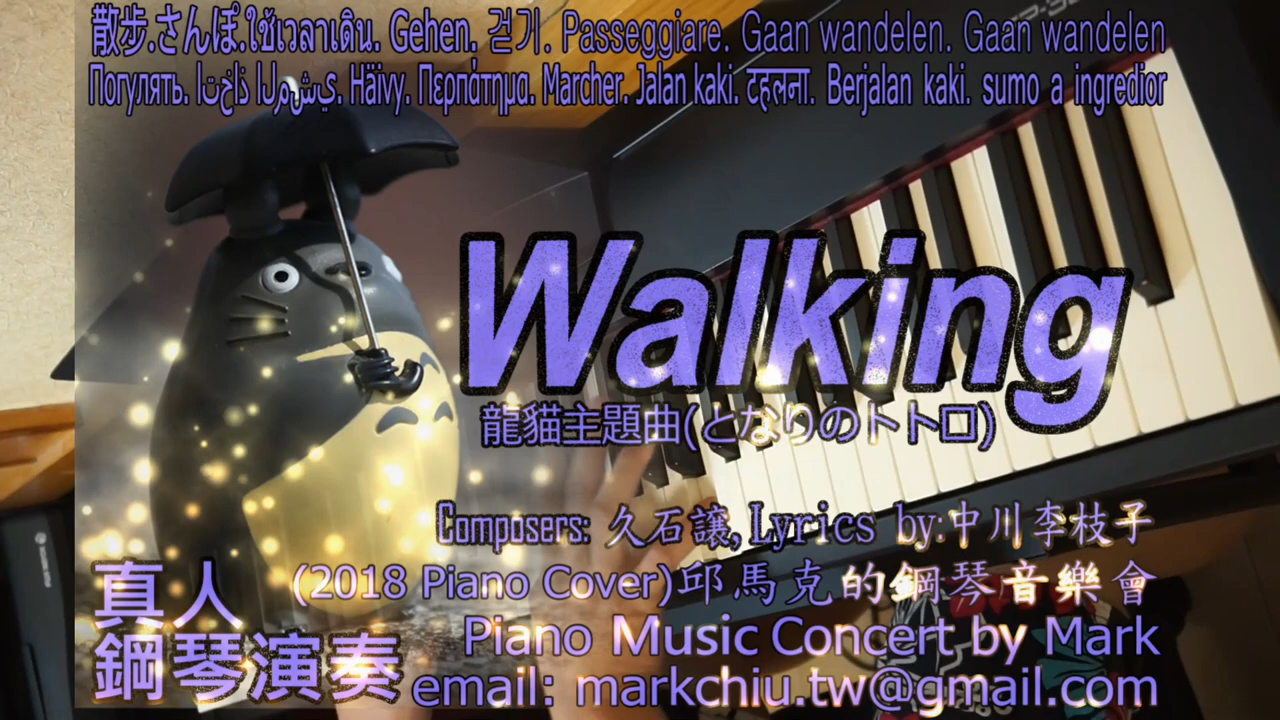 散步.さんぽ.ใช้เวลาเดิน. Gehen. 걷기. Passeggiare. Gaan wandelen. Gaan wandelen
Погулять. اتخاذ المشي. Häivy. Περπάτημα. Marcher. Jalan kaki. टहलना. Berjalan kaki. sumo a ingredior
Walking
龍貓主題曲(となりのトトロ)
Composers: 久石譲,Lyrics by:中川李枝子
(2018 Piano Cover)邱馬克的鋼琴音樂會
真人
鋼琴演奏
Piano Music Concert by Mark
email: markchiu.tw@gmail.com